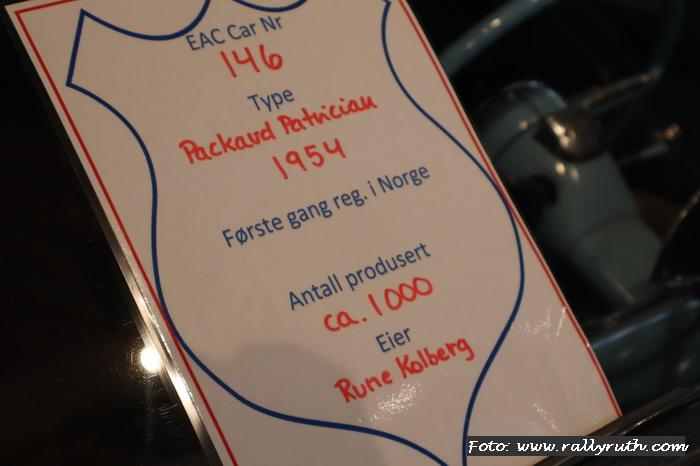 EAC Car Nr
146
Type
Packard Patrician
1954
Første gang reg. i Norge
Antall produsert
ca. 1000
Eier
Rune Kolberg
Foto: www.rallyruth.com